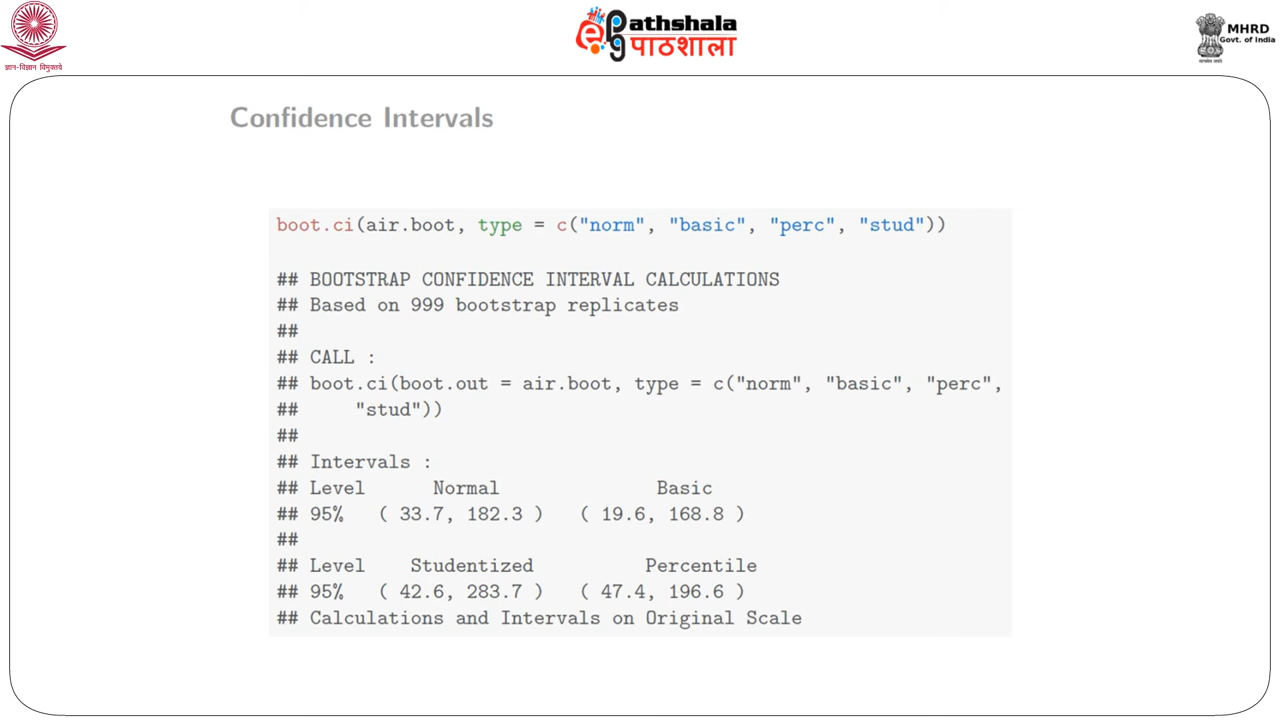 ज्ञान-विज्ञान विमुक्तये
e Pathshala
pg पाठशाला
MHRD
Govt. of India
Confidence Intervals
boot.ci(air.boot, type = c("norm", "basic", "perc", "stud"))
## BOOTSTRAP CONFIDENCE INTERVAL CALCULATIONS
## Based on 999 bootstrap replicates
##
## CALL :
## boot.ci(boot.out = air.boot, type = c("norm", "basic", "perc",
##     "stud"))
##
## Intervals :
## Level      Normal              Basic
## 95%   ( 33.7, 182.3 )   ( 19.6, 168.8 )
##
## Level    Studentized          Percentile
## 95%   ( 42.6, 283.7 )   ( 47.4, 196.6 )
## Calculations and Intervals on Original Scale